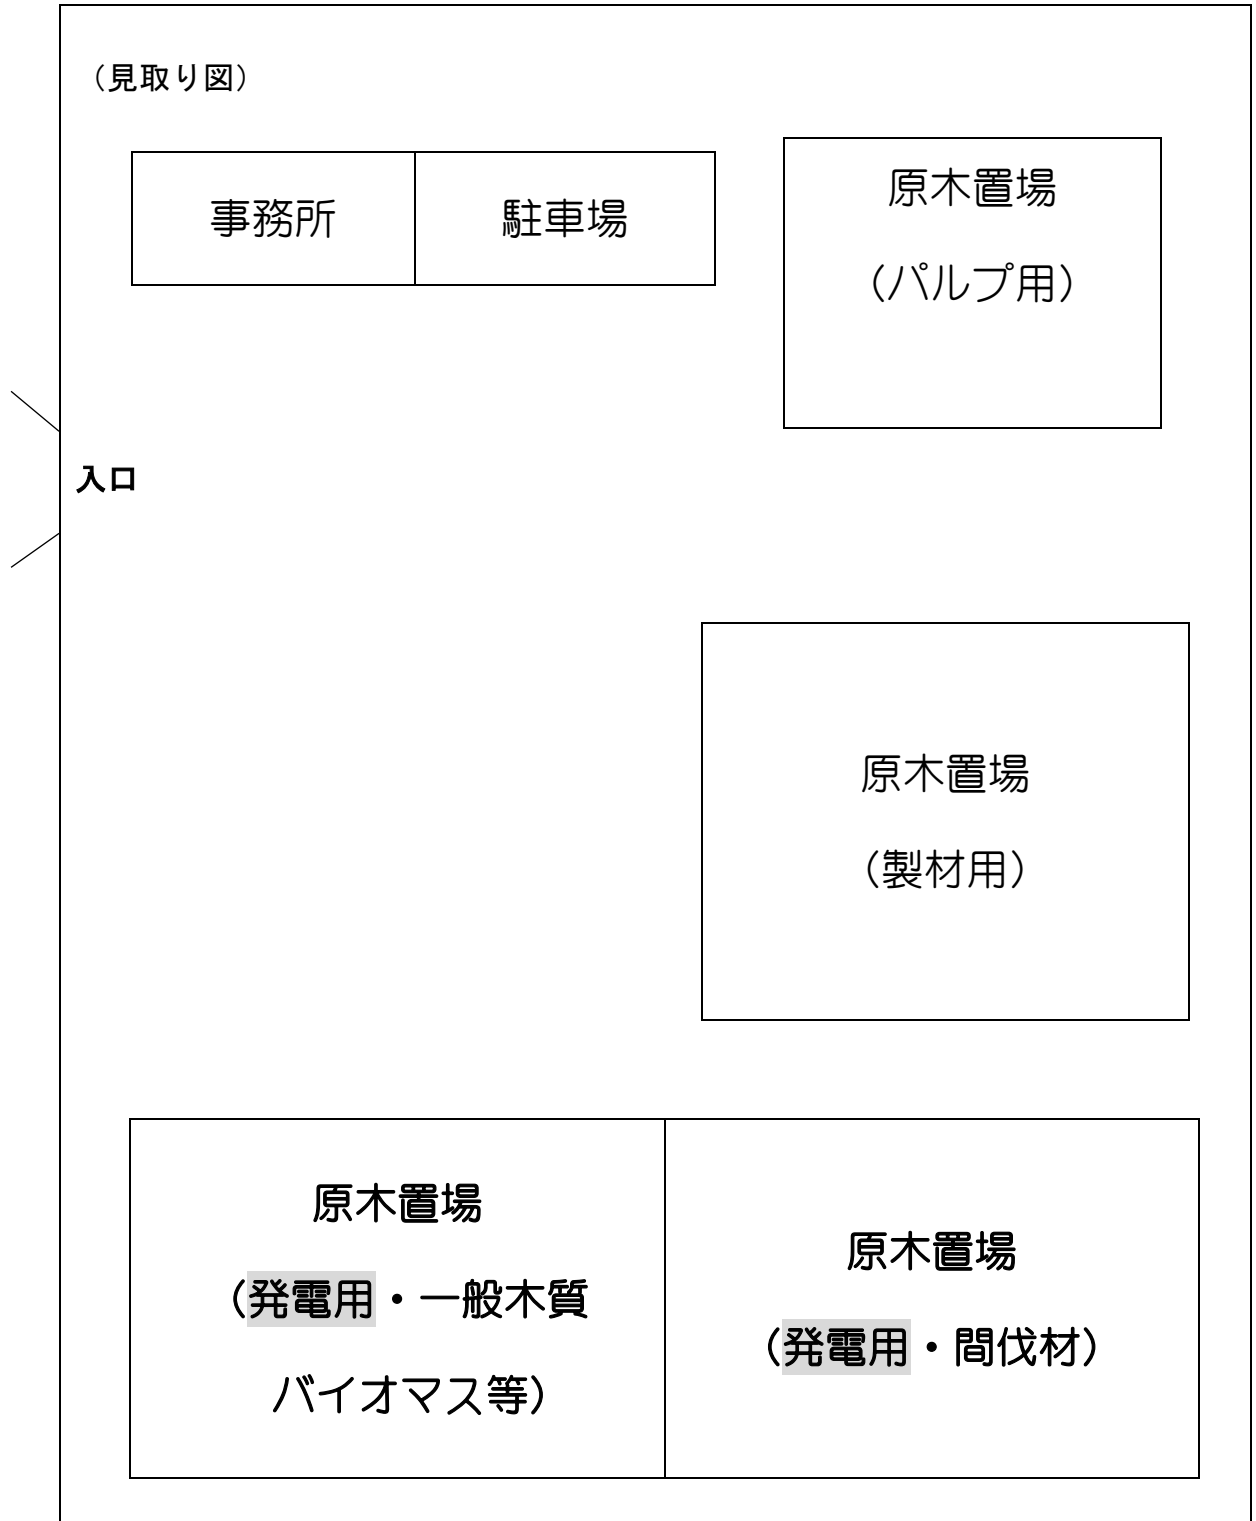 （見取り図）
事務所
駐車場
原木置場
（パルプ用）
入口
原木置場
（製材用）
原木置場
（発電用・一般木質
バイオマス等）
原木置場
（発電用・間伐材）